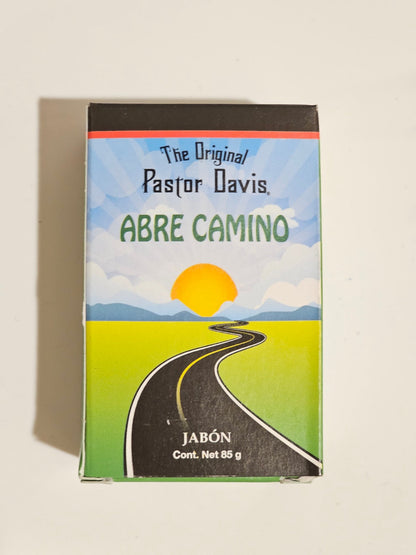 The Original
Pastor Davis®
ABRE CAMINO
JABÓN
Cont. Net 85 g